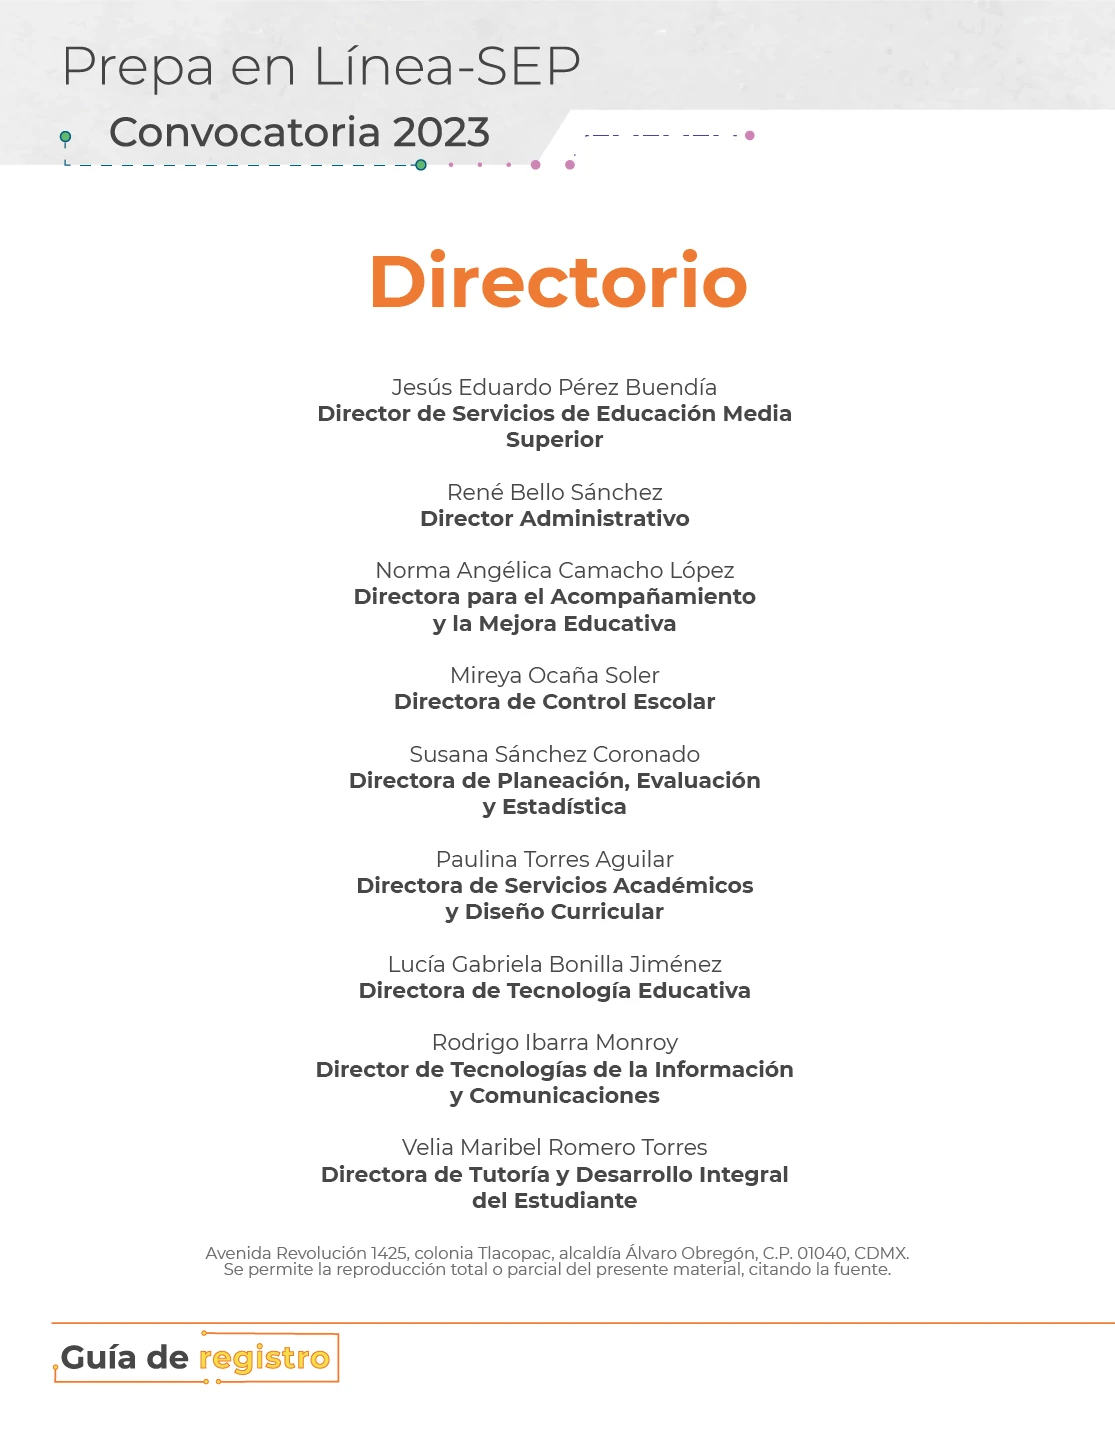 Prepa en Línea-SEP
Convocatoria 2023
Directorio
Jesús Eduardo Pérez Buendía
Director de Servicios de Educación Media
Superior
René Bello Sánchez
Director Administrativo
Norma Angélica Camacho López
Directora para el Acompañamiento
y la Mejora Educativa
Mireya Ocaña Soler
Directora de Control Escolar
Susana Sánchez Coronado
Directora de Planeación, Evaluación
y Estadística
Paulina Torres Aguilar
Directora de Servicios Académicos
y Diseño Curricular
Lucía Gabriela Bonilla Jiménez
Directora de Tecnología Educativa
Rodrigo Ibarra Monroy
Director de Tecnologías de la Información
y Comunicaciones
Velia Maribel Romero Torres
Directora de Tutoría y Desarrollo Integral
del Estudiante
Avenida Revolución 1425, colonia Tlacopac, alcaldía Álvaro Obregón, C.P. 01040, CDMX.
Se permite la reproducción total o parcial del presente material, citando la fuente.
Guía de registro